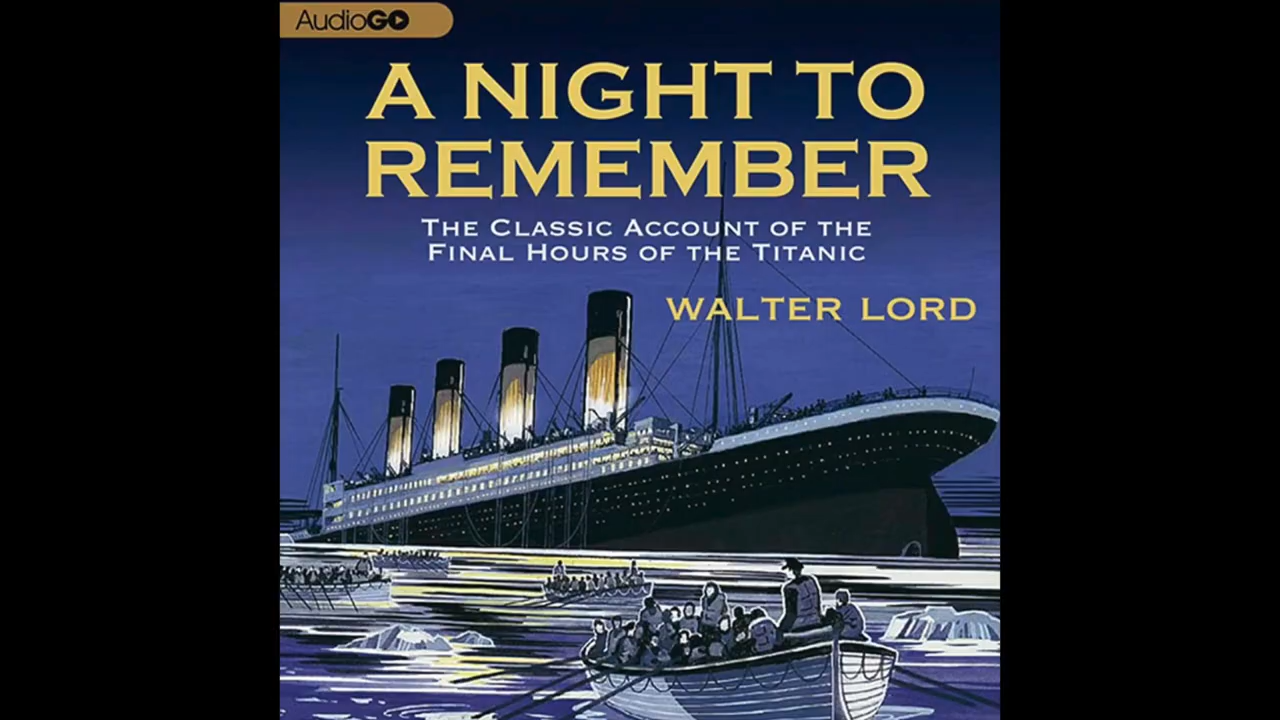 AudioGO
A NIGHT TO
REMEMBER
THE CLASSIC ACCOUNT OF THE
FINAL HOURS OF THE TITANIC
WALTER LORD